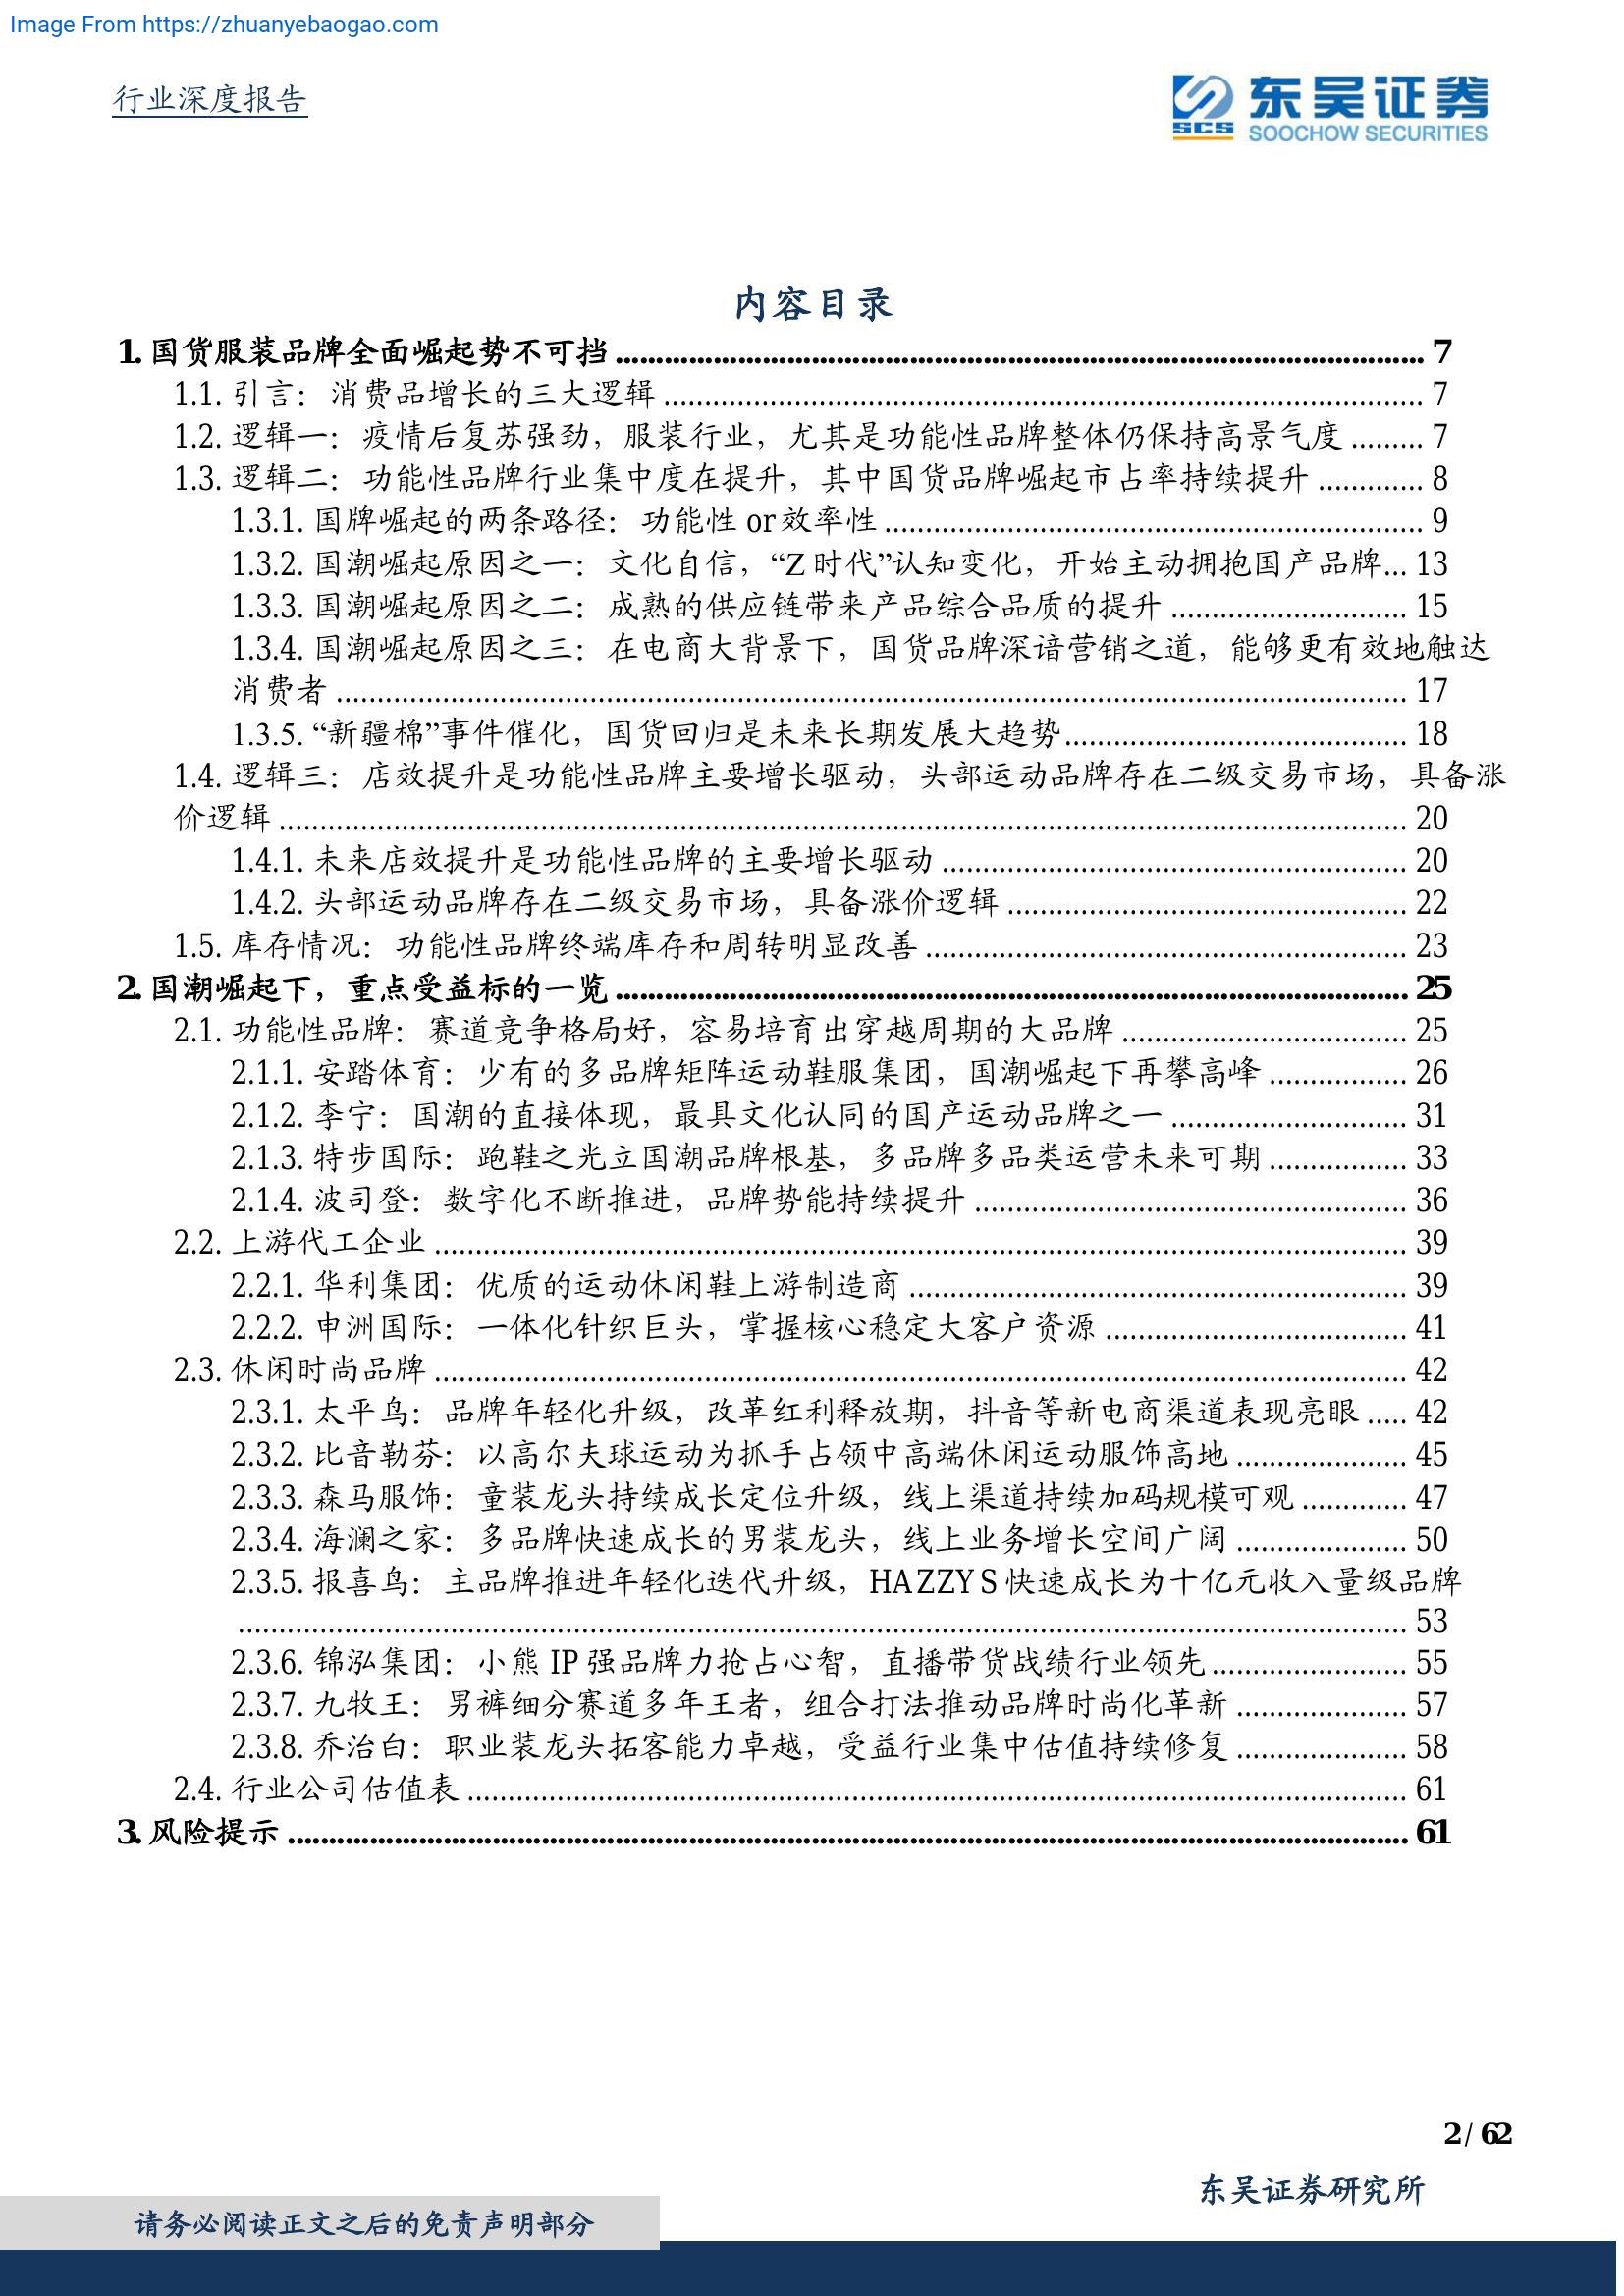 Image From https://zhuanyebaogao.com
行业深度报告
东吴证券
SCS
SOOCHOW SECURITIES
内容目录
1. 国货服装品牌全面崛起势不可挡 ........................................ 7
1.1. 引言：消费品增长的三大逻辑 ........................................ 7
1.2. 逻辑一：疫情后复苏强劲，服装行业，尤其是功能性品牌整体仍保持高景气度 ......... 7
1.3. 逻辑二：功能性品牌行业集中度在提升，其中国货品牌崛起市占率持续提升 ............. 8
1.3.1. 国牌崛起的两条路径：功能性 or 效率性 ........................................ 9
1.3.2. 国潮崛起原因之一：文化自信，“Z 时代”认知变化，开始主动拥抱国产品牌... 13
1.3.3. 国潮崛起原因之二：成熟的供应链带来产品综合品质的提升 ............................. 15
1.3.4. 国潮崛起原因之三：在电商大背景下，国货品牌深谙营销之道，能够更有效地触达
消费者 ........................................ 17
1.3.5. “新疆棉”事件催化，国货回归是未来长期发展大趋势........................................ 18
1.4. 逻辑三：店效提升是功能性品牌主要增长驱动，头部运动品牌存在二级交易市场，具备涨
价逻辑 ........................................ 20
1.4.1. 未来店效提升是功能性品牌的主要增长驱动 ........................................ 20
1.4.2. 头部运动品牌存在二级交易市场，具备涨价逻辑 ........................................ 22
1.5. 库存情况：功能性品牌终端库存和周转明显改善 ........................................ 23
2. 国潮崛起下，重点受益标的一览 ........................................ 25
2.1. 功能性品牌：赛道竞争格局好，容易培育出穿越周期的大品牌 ................................... 25
2.1.1. 安踏体育：少有的多品牌矩阵运动鞋服集团，国潮崛起下再攀高峰 ................. 26
2.1.2. 李宁：国潮的直接体现，最具文化认同的国产运动品牌之一 ............................. 31
2.1.3. 特步国际：跑鞋之光立国潮品牌根基，多品牌多品类运营未来可期 ................. 33
2.1.4. 波司登：数字化不断推进，品牌势能持续提升 ........................................ 36
2.2. 上游代工企业 ........................................ 39
2.2.1. 华利集团：优质的运动休闲鞋上游制造商 ........................................ 39
2.2.2. 申洲国际：一体化针织巨头，掌握核心稳定大客户资源 ..................................... 41
2.3. 休闲时尚品牌 ........................................ 42
2.3.1. 太平鸟：品牌年轻化升级，改革红利释放期，抖音等新电商渠道表现亮眼 ..... 42
2.3.2. 比音勒芬：以高尔夫球运动为抓手占领中高端休闲运动服饰高地 ..................... 45
2.3.3. 森马服饰：童装龙头持续成长定位升级，线上渠道持续加码规模可观 ............. 47
2.3.4. 海澜之家：多品牌快速成长的男装龙头，线上业务增长空间广阔 ..................... 50
2.3.5. 报喜鸟：主品牌推进年轻化迭代升级，HAZZYS 快速成长为十亿元收入量级品牌
........................................ 53
2.3.6. 锦泓集团：小熊 IP 强品牌力抢占心智，直播带货战绩行业领先........................ 55
2.3.7. 九牧王：男裤细分赛道多年王者，组合打法推动品牌时尚化革新 ..................... 57
2.3.8. 乔治白：职业装龙头拓客能力卓越，受益行业集中估值持续修复 ..................... 58
2.4. 行业公司估值表 ........................................ 61
3. 风险提示 ........................................ 61
2 / 62
东吴证券研究所
请务必阅读正文之后的免责声明部分